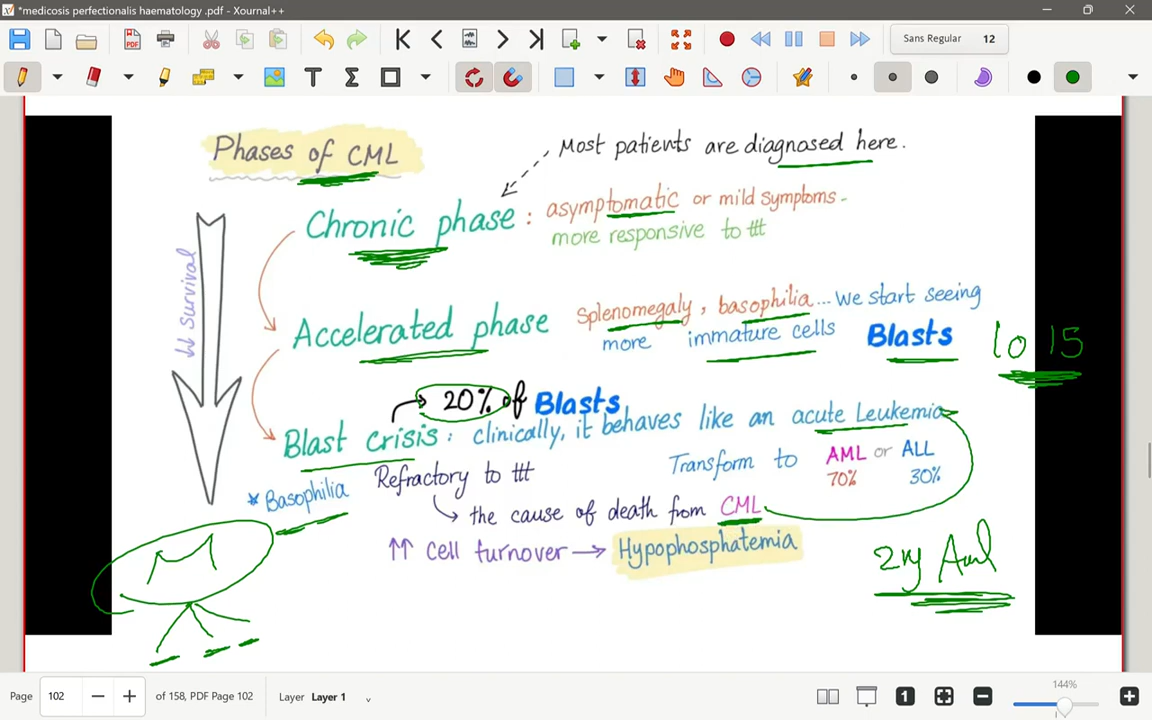 *medicosis perfectionalis haematology .pdf - Xournal++
PDF
Sans Regular 12
Phases of CML
Most patients are diagnosed here.
Chronic phase : asymptomatic or mild symptoms -
more responsive to ttt
↓↓ survival
Accelerated phase Splenomegaly , basophilia ... we start seeing
more immature cells Blasts 10 15
→ 20% of Blasts
Blast crisis : clinically, it behaves like an acute Leukemia
Refractory to ttt Transform to AML or ALL
70% 30%
* Basophilia
the cause of death from CML
↑↑ cell turnover → Hypophosphatemia
M
2ry Aml
Page 102 of 158, PDF Page 102 Layer Layer 1 1 144%